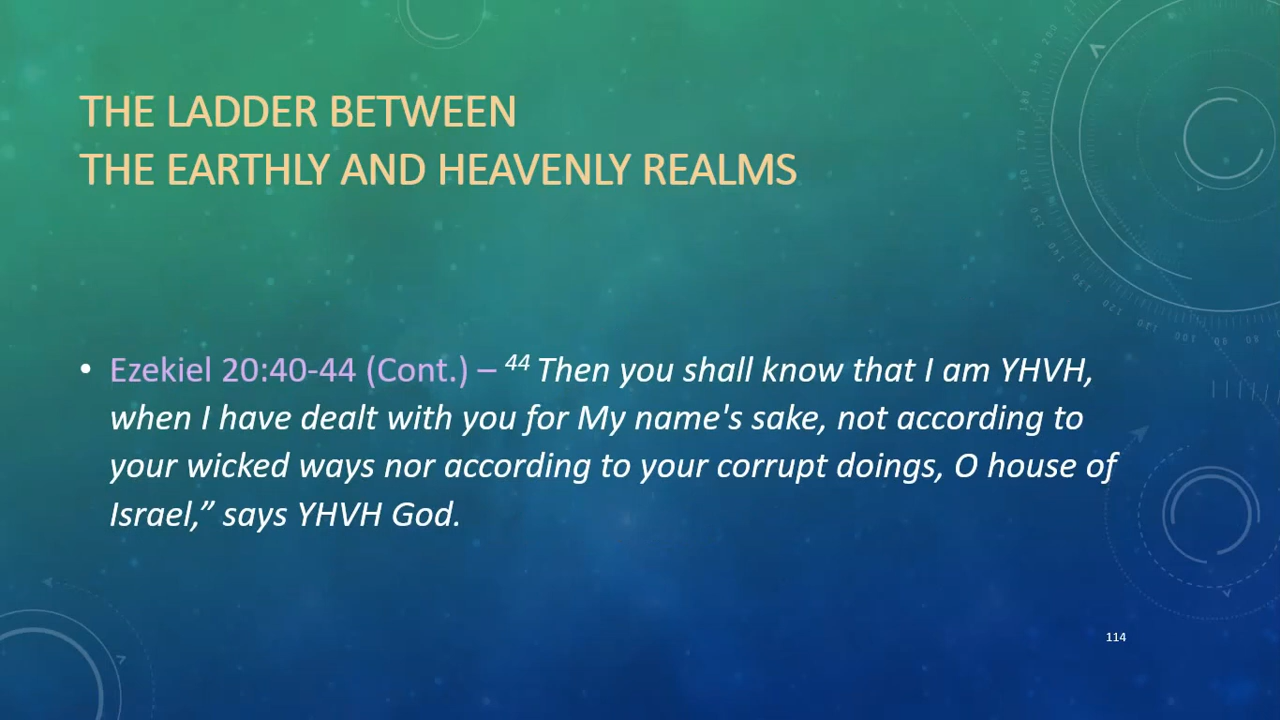 THE LADDER BETWEEN
THE EARTHLY AND HEAVENLY REALMS
• Ezekiel 20:40-44 (Cont.) – 44 Then you shall know that I am YHVH,
when I have dealt with you for My name's sake, not according to
your wicked ways nor according to your corrupt doings, O house of
Israel,” says YHVH God.
114